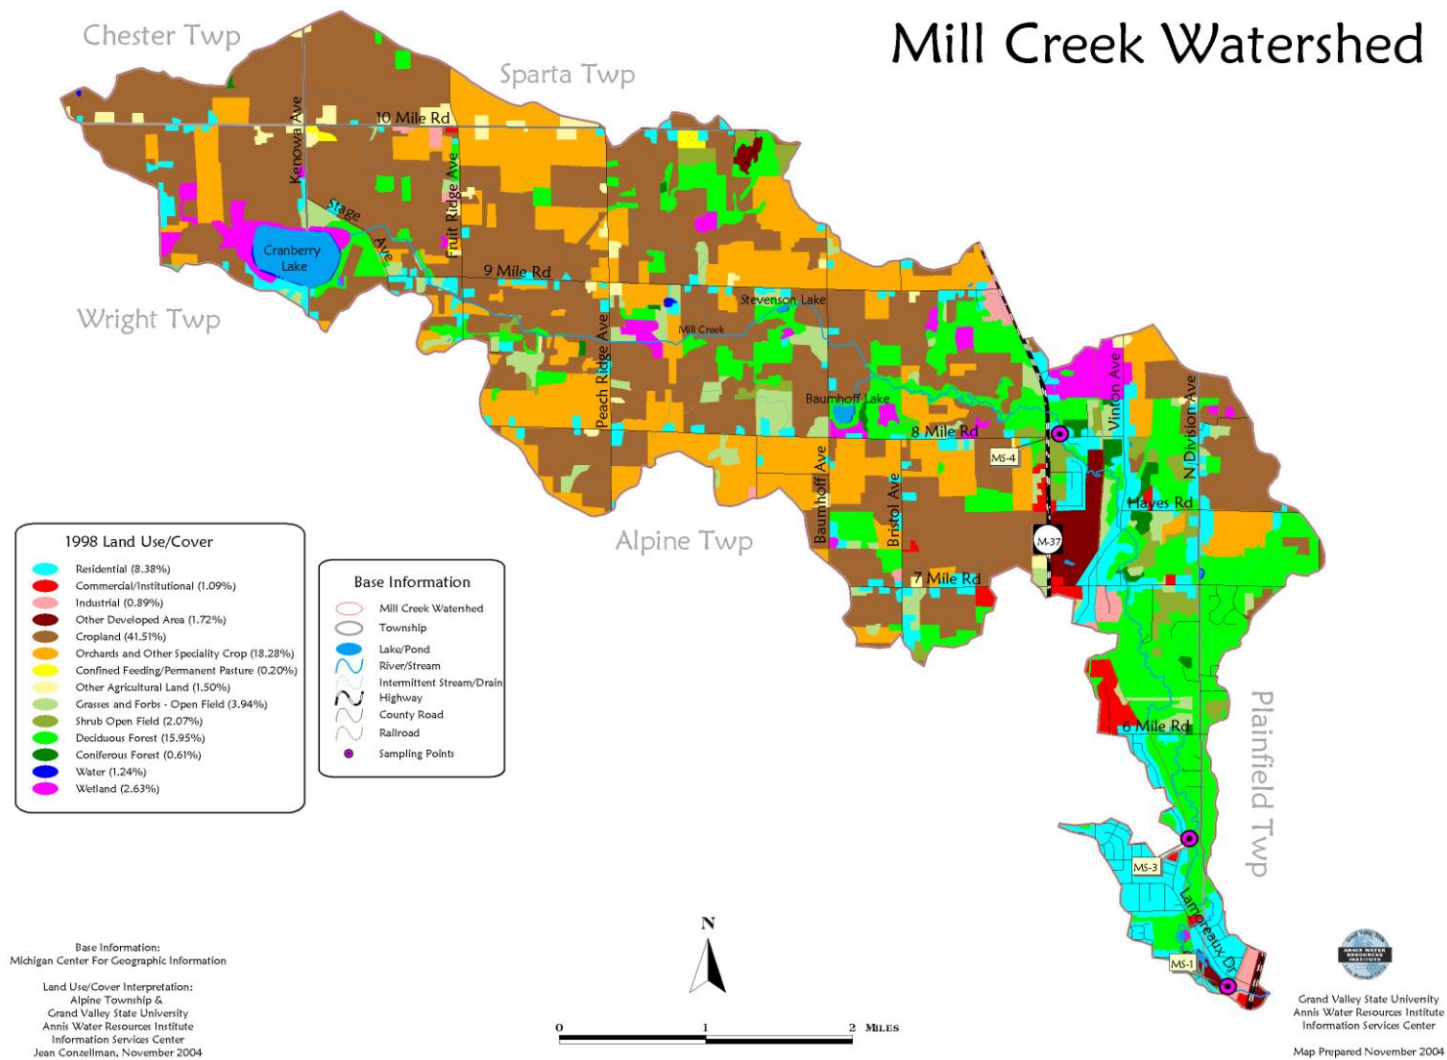 Mill Creek Watershed
Chester Twp
Sparta Twp
10 Mile Rd
Kenowa Ave
Fruit Ridge Ave
Stage
Ave
Cranberry
Lake
9 Mile Rd
Wright Twp
Stevenson Lake
Mill Creek
Peach Ridge Ave
Baumhoff Lake
8 Mile Rd
MS-4
Vinton Ave
N Division Ave
Hayes Rd
Baumhoff Ave
Bristol Ave
Alpine Twp
M-37
7 Mile Rd
6 Mile Rd
Plainfield Twp
MS-3
Lamoreaux Dr
MS-1
1998 Land Use/Cover
Residential (8.38%)
Commercial/Institutional (1.09%)
Industrial (0.89%)
Other Developed Area (1.72%)
Cropland (41.51%)
Orchards and Other Speciality Crop (18.28%)
Confined Feeding/Permanent Pasture (0.20%)
Other Agricultural Land (1.50%)
Grasses and Forbs - Open Field (3.94%)
Shrub Open Field (2.07%)
Deciduous Forest (15.95%)
Coniferous Forest (0.61%)
Water (1.24%)
Wetland (2.63%)
Base Information
Mill Creek Watershed
Township
Lake/Pond
River/Stream
Intermittent Stream/Drain
Highway
County Road
Railroad
Sampling Points
Base Information:
Michigan Center For Geographic Information
Land Use/Cover Interpretation:
Alpine Township &
Grand Valley State University
Annis Water Resources Institute
Information Services Center
Jean Conzellman, November 2004
N
0 1 2 MILES
ANNIS WATER
RESOURCES
INSTITUTE
Grand Valley State University
Annis Water Resources Institute
Information Services Center
Map Prepared November 2004